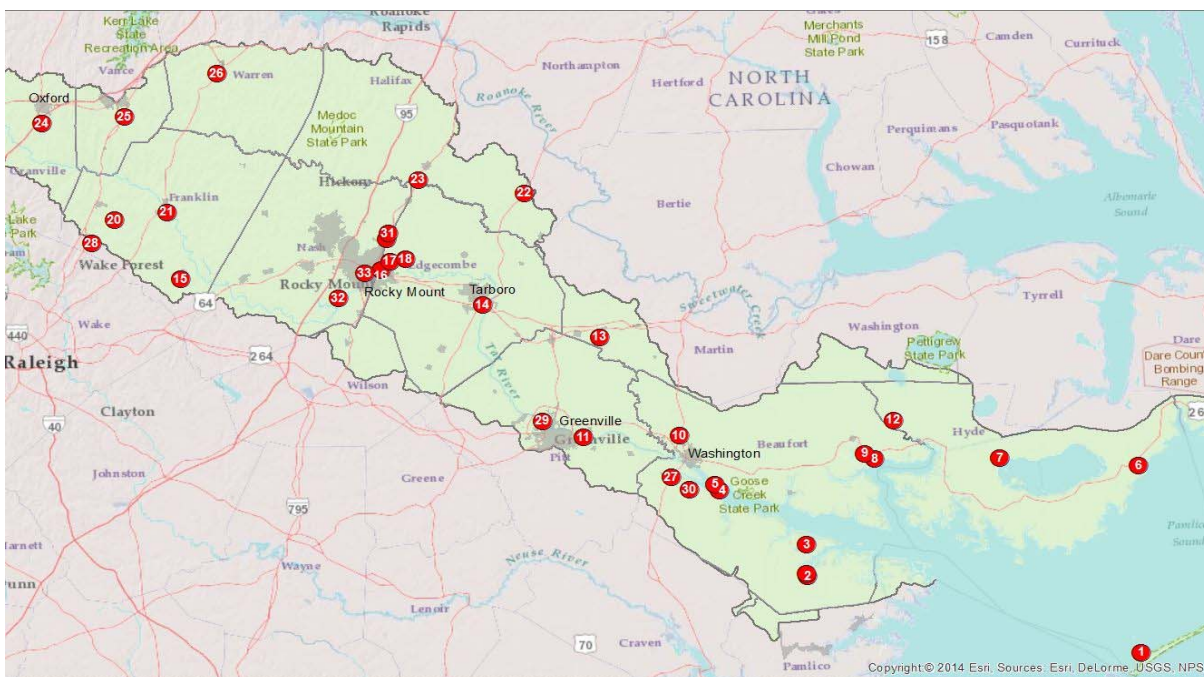 Kerr Lake
State
Recreation Area
Roanoke
Rapids
Merchants
Mill Pond
State Park
158
Camden
Currituck
Vance
26
Warren
Halifax
Northampton
Hertford
NORTH
CAROLINA
Oxford
24
25
Medoc
Mountain
State Park
95
Roanoke River
Perquimans
Pasquotank
Chowan
Granville
Franklin
23
22
Bertie
Albemarle
Sound
Lake
Park
20
21
28
Nash
31
17
18
Edgecombe
Wake Forest
15
33
16
Rocky Mount
Rocky Mount
Tarboro
14
32
64
Sweetwater Creek
Tyrrell
440
Wake
Raleigh
264
Tar River
13
Martin
Washington
Pettigrew
State Park
Dare
Dare Coun
Bombing
Range
Wilson
Clayton
40
29
Greenville
11
Greenville
Pitt
10
Beaufort
Washington
12
Hyde
9
8
7
6
Johnston
Greene
27
30
5
4
Goose
Creek
State Park
795
Harnett
Dunn
Wayne
Neuse River
3
2
Pamlico
Sound
Lenoir
70
Craven
Pamlico
1
Copyright:© 2014 Esri, Sources: Esri, DeLorme, USGS, NPS